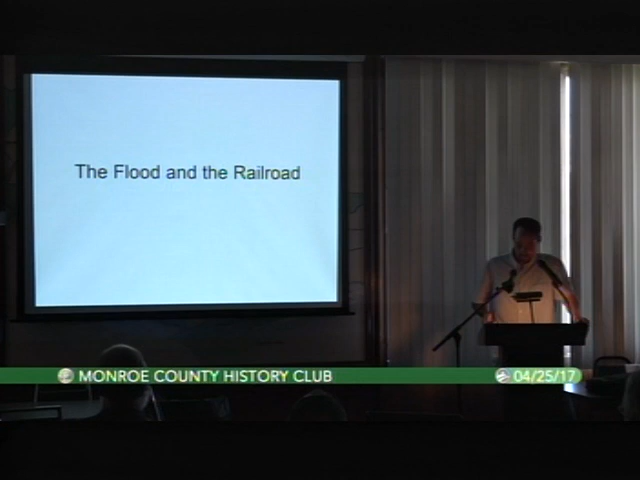 The Flood and the Railroad
MONROE COUNTY HISTORY CLUB
04/25/17